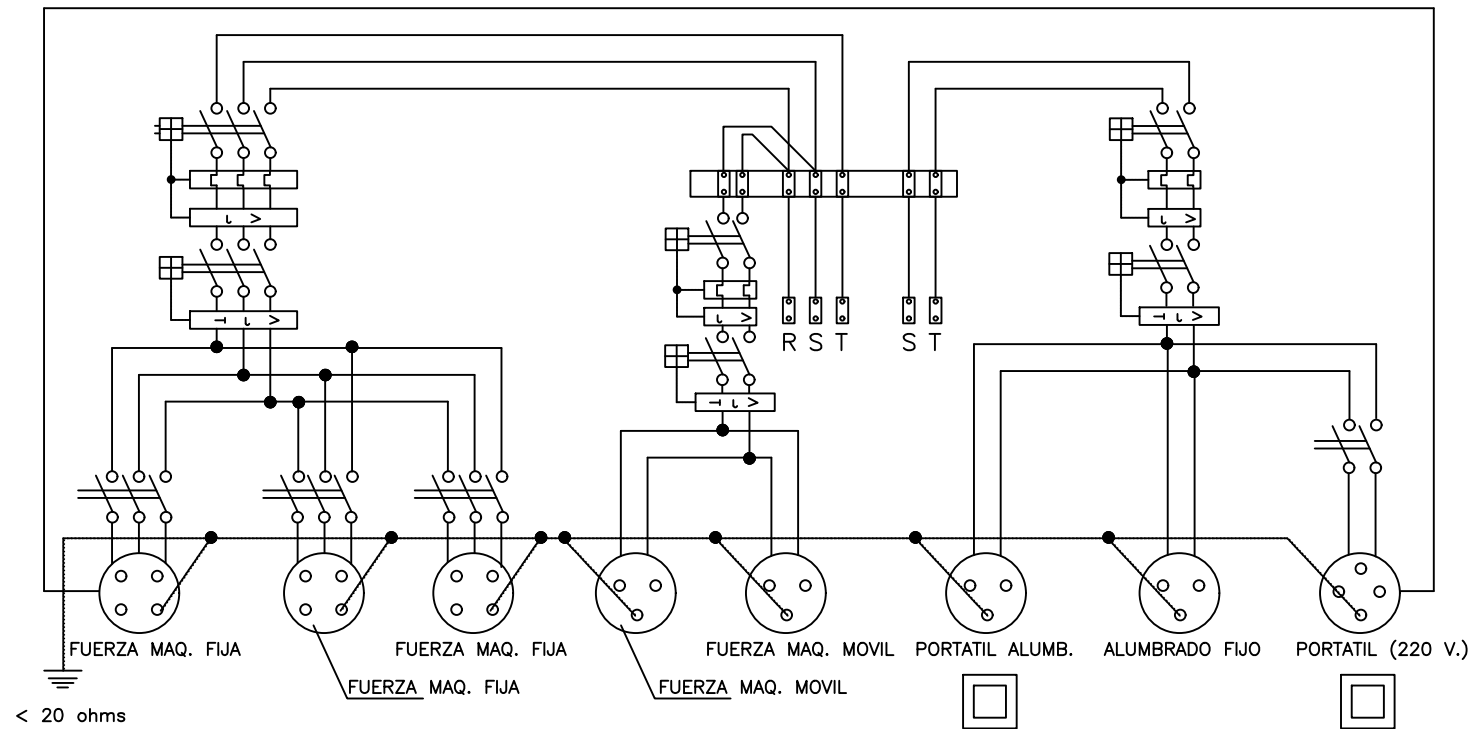 R S T S T
FUERZA MAQ. FIJA
FUERZA MAQ. FIJA
FUERZA MAQ. MOVIL
PORTATIL ALUMB.
ALUMBRADO FIJO
PORTATIL (220 V.)
FUERZA MAQ. FIJA
FUERZA MAQ. MOVIL
< 20 ohms